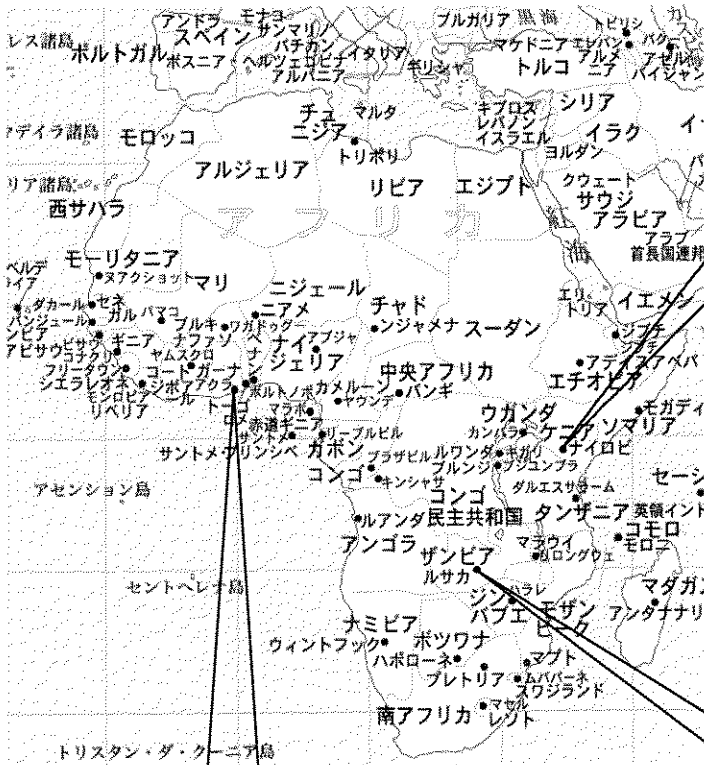 アンドラ
モナコ
サンマリノ
スペイン
バチカン
イタリア
ブルガリア
黒海
トビリシ
レス諸島
ポルトガル
ボスニア
ヘルツェゴビナ
アルバニア
マケドニア
エレバン
バク
ギリシャ
トルコ
アルメ
ニア
アゼル
バイジャン
チュ
ニジア
マルタ
キプロス
レバノン
イスラエル
シリア
イラク
マデイラ諸島
モロッコ
トリポリ
ヨルダン
アルジェリア
リビア
エジプト
クウェート
サウジ
アラビア
リア諸島
西サハラ
アフリカ
紅海
アラブ
首長国連邦
モーリタニア
ヌアクショット
マリ
ニジェール
チャド
スーダン
エリ
トリア
イエメン
ベルデ
ダカール
セネ
ガル
バマコ
ニアメ
ンジャメナ
ジブチ
ジブチ
バンジュール
ンビア
ビサウ
アビサウ
ギニア
コナクリ
ブルキ
ナファソ
ワガドゥグー
ベナン
ナイ
ジェリア
アブジャ
アディスアベバ
エチオピア
フリータウン
シエラレオネ
ヤムスクロ
コート
ジボ
ール
ガーナ
アクラ
モンロビア
リベリア
トーゴ
ロメ
ポルトノボ
カメルーン
ヤウンデ
中央アフリカ
バンギ
マラボ
赤道ギニア
サントメ
サントメ・プリンシペ
リーブルビル
ガボン
コンゴ
ブラザビル
キンシャサ
ウガンダ
カンパラ
ケニア
ナイロビ
ソマリア
モガディ
ルワンダ
キガリ
ブルンジ
ブジュンブラ
アセンション島
コンゴ
民主共和国
ダルエスサラーム
タンザニア
セーシ
英領インド
ルアンダ
アンゴラ
ザンビア
ルサカ
マラウイ
リロングウェ
コモロ
モロニ
セントヘレナ島
ジン
バブエ
ハラレ
モザン
ビーク
マダガス
アンタナナリ
ナミビア
ウィントフック
ボツワナ
ハボローネ
プレトリア
マプト
ムババーネ
スワジランド
南アフリカ
マセル
レソト
トリスタン・ダ・クーニア島